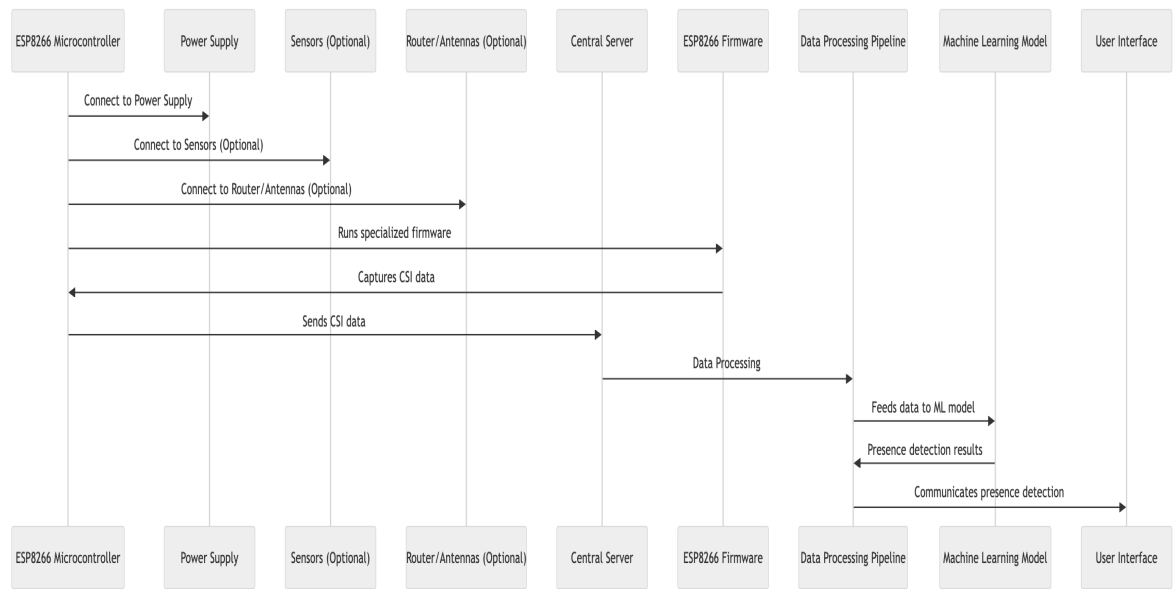 ESP8266 Microcontroller
Power Supply
Sensors (Optional)
Router/Antennas (Optional)
Central Server
ESP8266 Firmware
Data Processing Pipeline
Machine Learning Model
User Interface
Connect to Power Supply
Connect to Sensors (Optional)
Connect to Router/Antennas (Optional)
Runs specialized firmware
Captures CSI data
Sends CSI data
Data Processing
Feeds data to ML model
Presence detection results
Communicates presence detection
ESP8266 Microcontroller
Power Supply
Sensors (Optional)
Router/Antennas (Optional)
Central Server
ESP8266 Firmware
Data Processing Pipeline
Machine Learning Model
User Interface